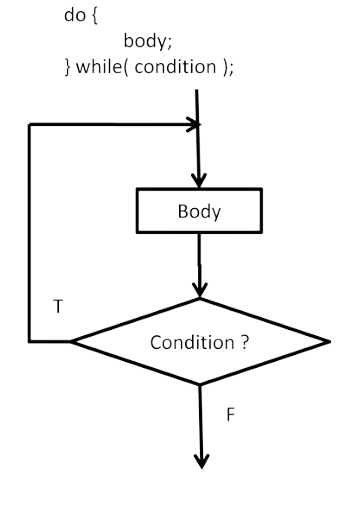 do {
body;
} while( condition );
Body
T
Condition ?
F